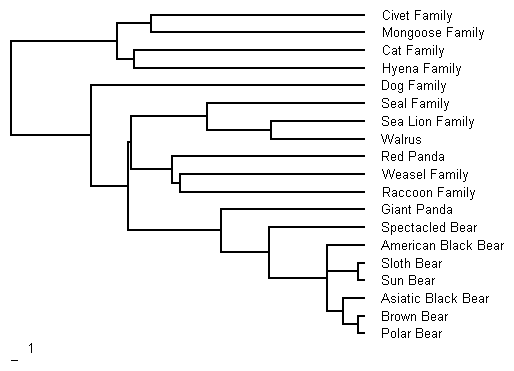 Civet Family
Mongoose Family
Cat Family
Hyena Family
Dog Family
Seal Family
Sea Lion Family
Walrus
Red Panda
Weasel Family
Raccoon Family
Giant Panda
Spectacled Bear
American Black Bear
Sloth Bear
Sun Bear
Asiatic Black Bear
Brown Bear
Polar Bear
1